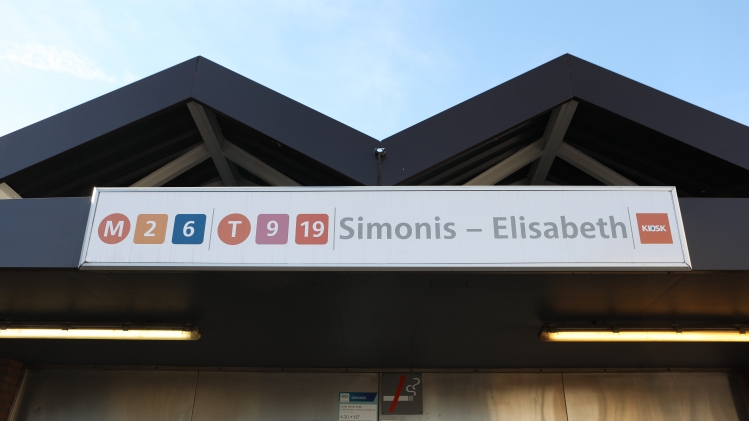 M 2 6 T 9 19 Simonis – Elisabeth KIOSK